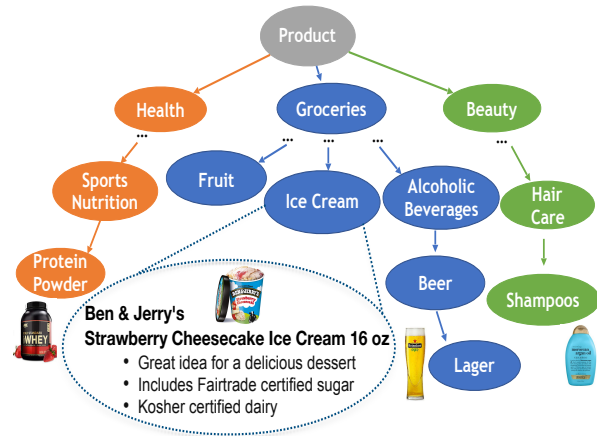 Product
Health
Groceries
Beauty
...
...
...
...
...
Sports
Nutrition
Fruit
Ice Cream
Alcoholic
Beverages
Hair
Care
Protein
Powder
Beer
Shampoos
Lager
WHEY
BEN & JERRY'S
Ben & Jerry's
Strawberry Cheesecake Ice Cream 16 oz
• Great idea for a delicious dessert
• Includes Fairtrade certified sugar
• Kosher certified dairy